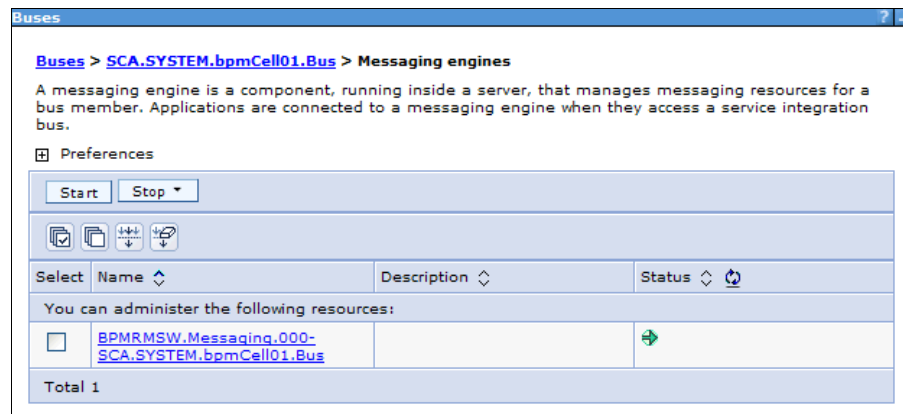 Buses ? -
Buses > SCA.SYSTEM.bpmCell01.Bus > Messaging engines
A messaging engine is a component, running inside a server, that manages messaging resources for a
bus member. Applications are connected to a messaging engine when they access a service integration
bus.
Preferences
Start Stop
Select Name Description Status
You can administer the following resources:
BPMRMSW.Messaging.000-
SCA.SYSTEM.bpmCell01.Bus
Total 1